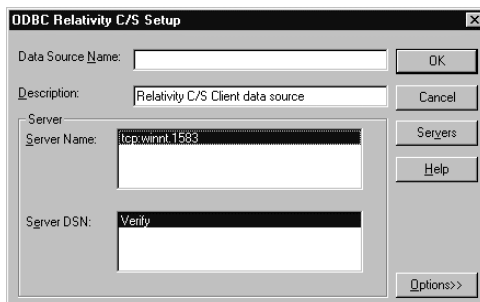 ODBC Relativity C/S Setup
Data Source Name:
OK
Description:
Relativity C/S Client data source
Cancel
Server
Server Name:
tcp:winnt.1583
Servers
Help
Server DSN:
Verify
Options>>